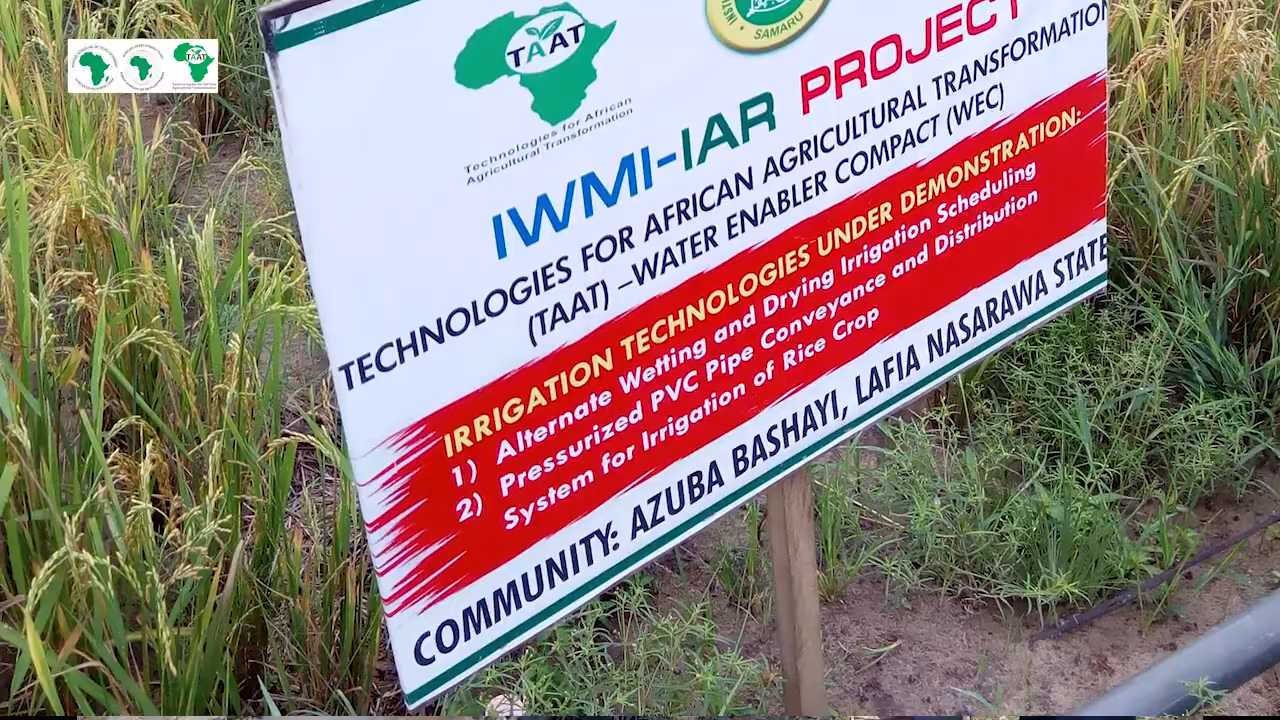 TAAT
TAAT
Technologies for African
Agricultural Transformation
SAMARU
IWMI-IAR PROJECT
TECHNOLOGIES FOR AFRICAN AGRICULTURAL TRANSFORMATION
(TAAT) –WATER ENABLER COMPACT (WEC)
IRRIGATION TECHNOLOGIES UNDER DEMONSTRATION:
1) Alternate Wetting and Drying Irrigation Scheduling
2) Pressurized PVC Pipe Conveyance and Distribution
System for Irrigation of Rice Crop
COMMUNITY: AZUBA BASHAYI, LAFIA NASARAWA STATE